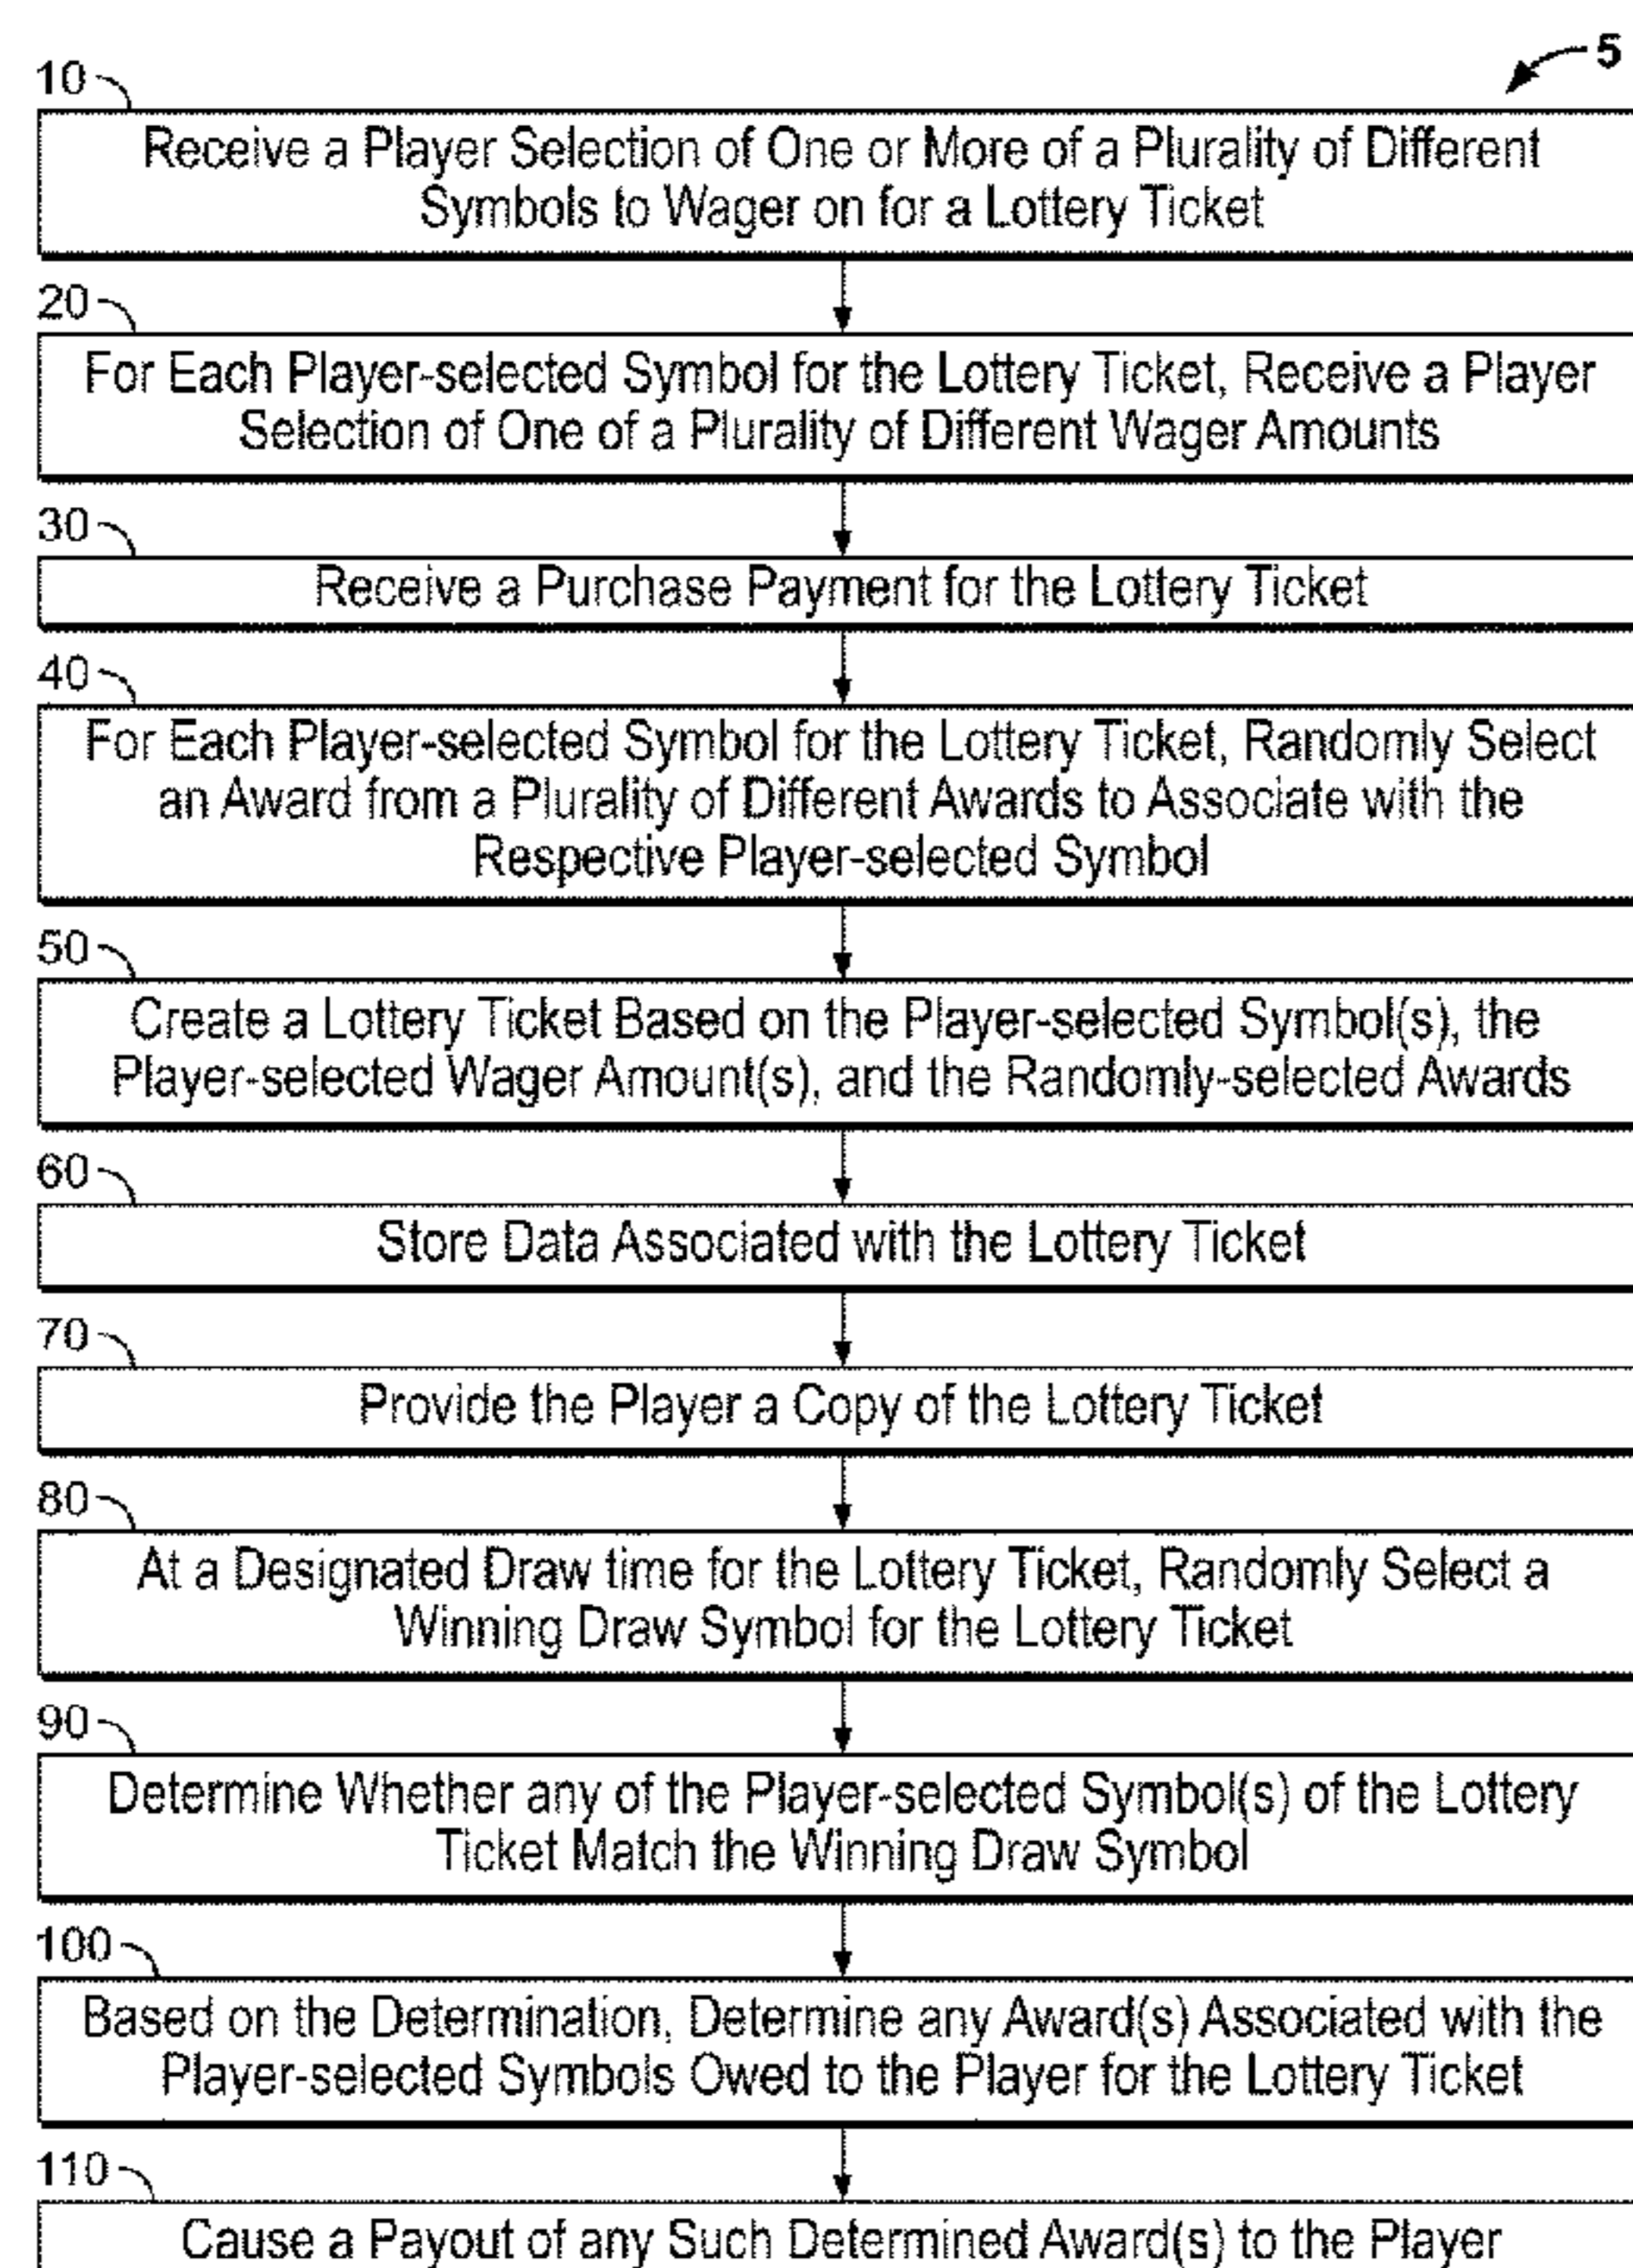 5
10
Receive a Player Selection of One or More of a Plurality of Different
Symbols to Wager on for a Lottery Ticket
20
For Each Player-selected Symbol for the Lottery Ticket, Receive a Player
Selection of One of a Plurality of Different Wager Amounts
30
Receive a Purchase Payment for the Lottery Ticket
40
For Each Player-selected Symbol for the Lottery Ticket, Randomly Select
an Award from a Plurality of Different Awards to Associate with the
Respective Player-selected Symbol
50
Create a Lottery Ticket Based on the Player-selected Symbol(s), the
Player-selected Wager Amount(s), and the Randomly-selected Awards
60
Store Data Associated with the Lottery Ticket
70
Provide the Player a Copy of the Lottery Ticket
80
At a Designated Draw time for the Lottery Ticket, Randomly Select a
Winning Draw Symbol for the Lottery Ticket
90
Determine Whether any of the Player-selected Symbol(s) of the Lottery
Ticket Match the Winning Draw Symbol
100
Based on the Determination, Determine any Award(s) Associated with the
Player-selected Symbols Owed to the Player for the Lottery Ticket
110
Cause a Payout of any Such Determined Award(s) to the Player